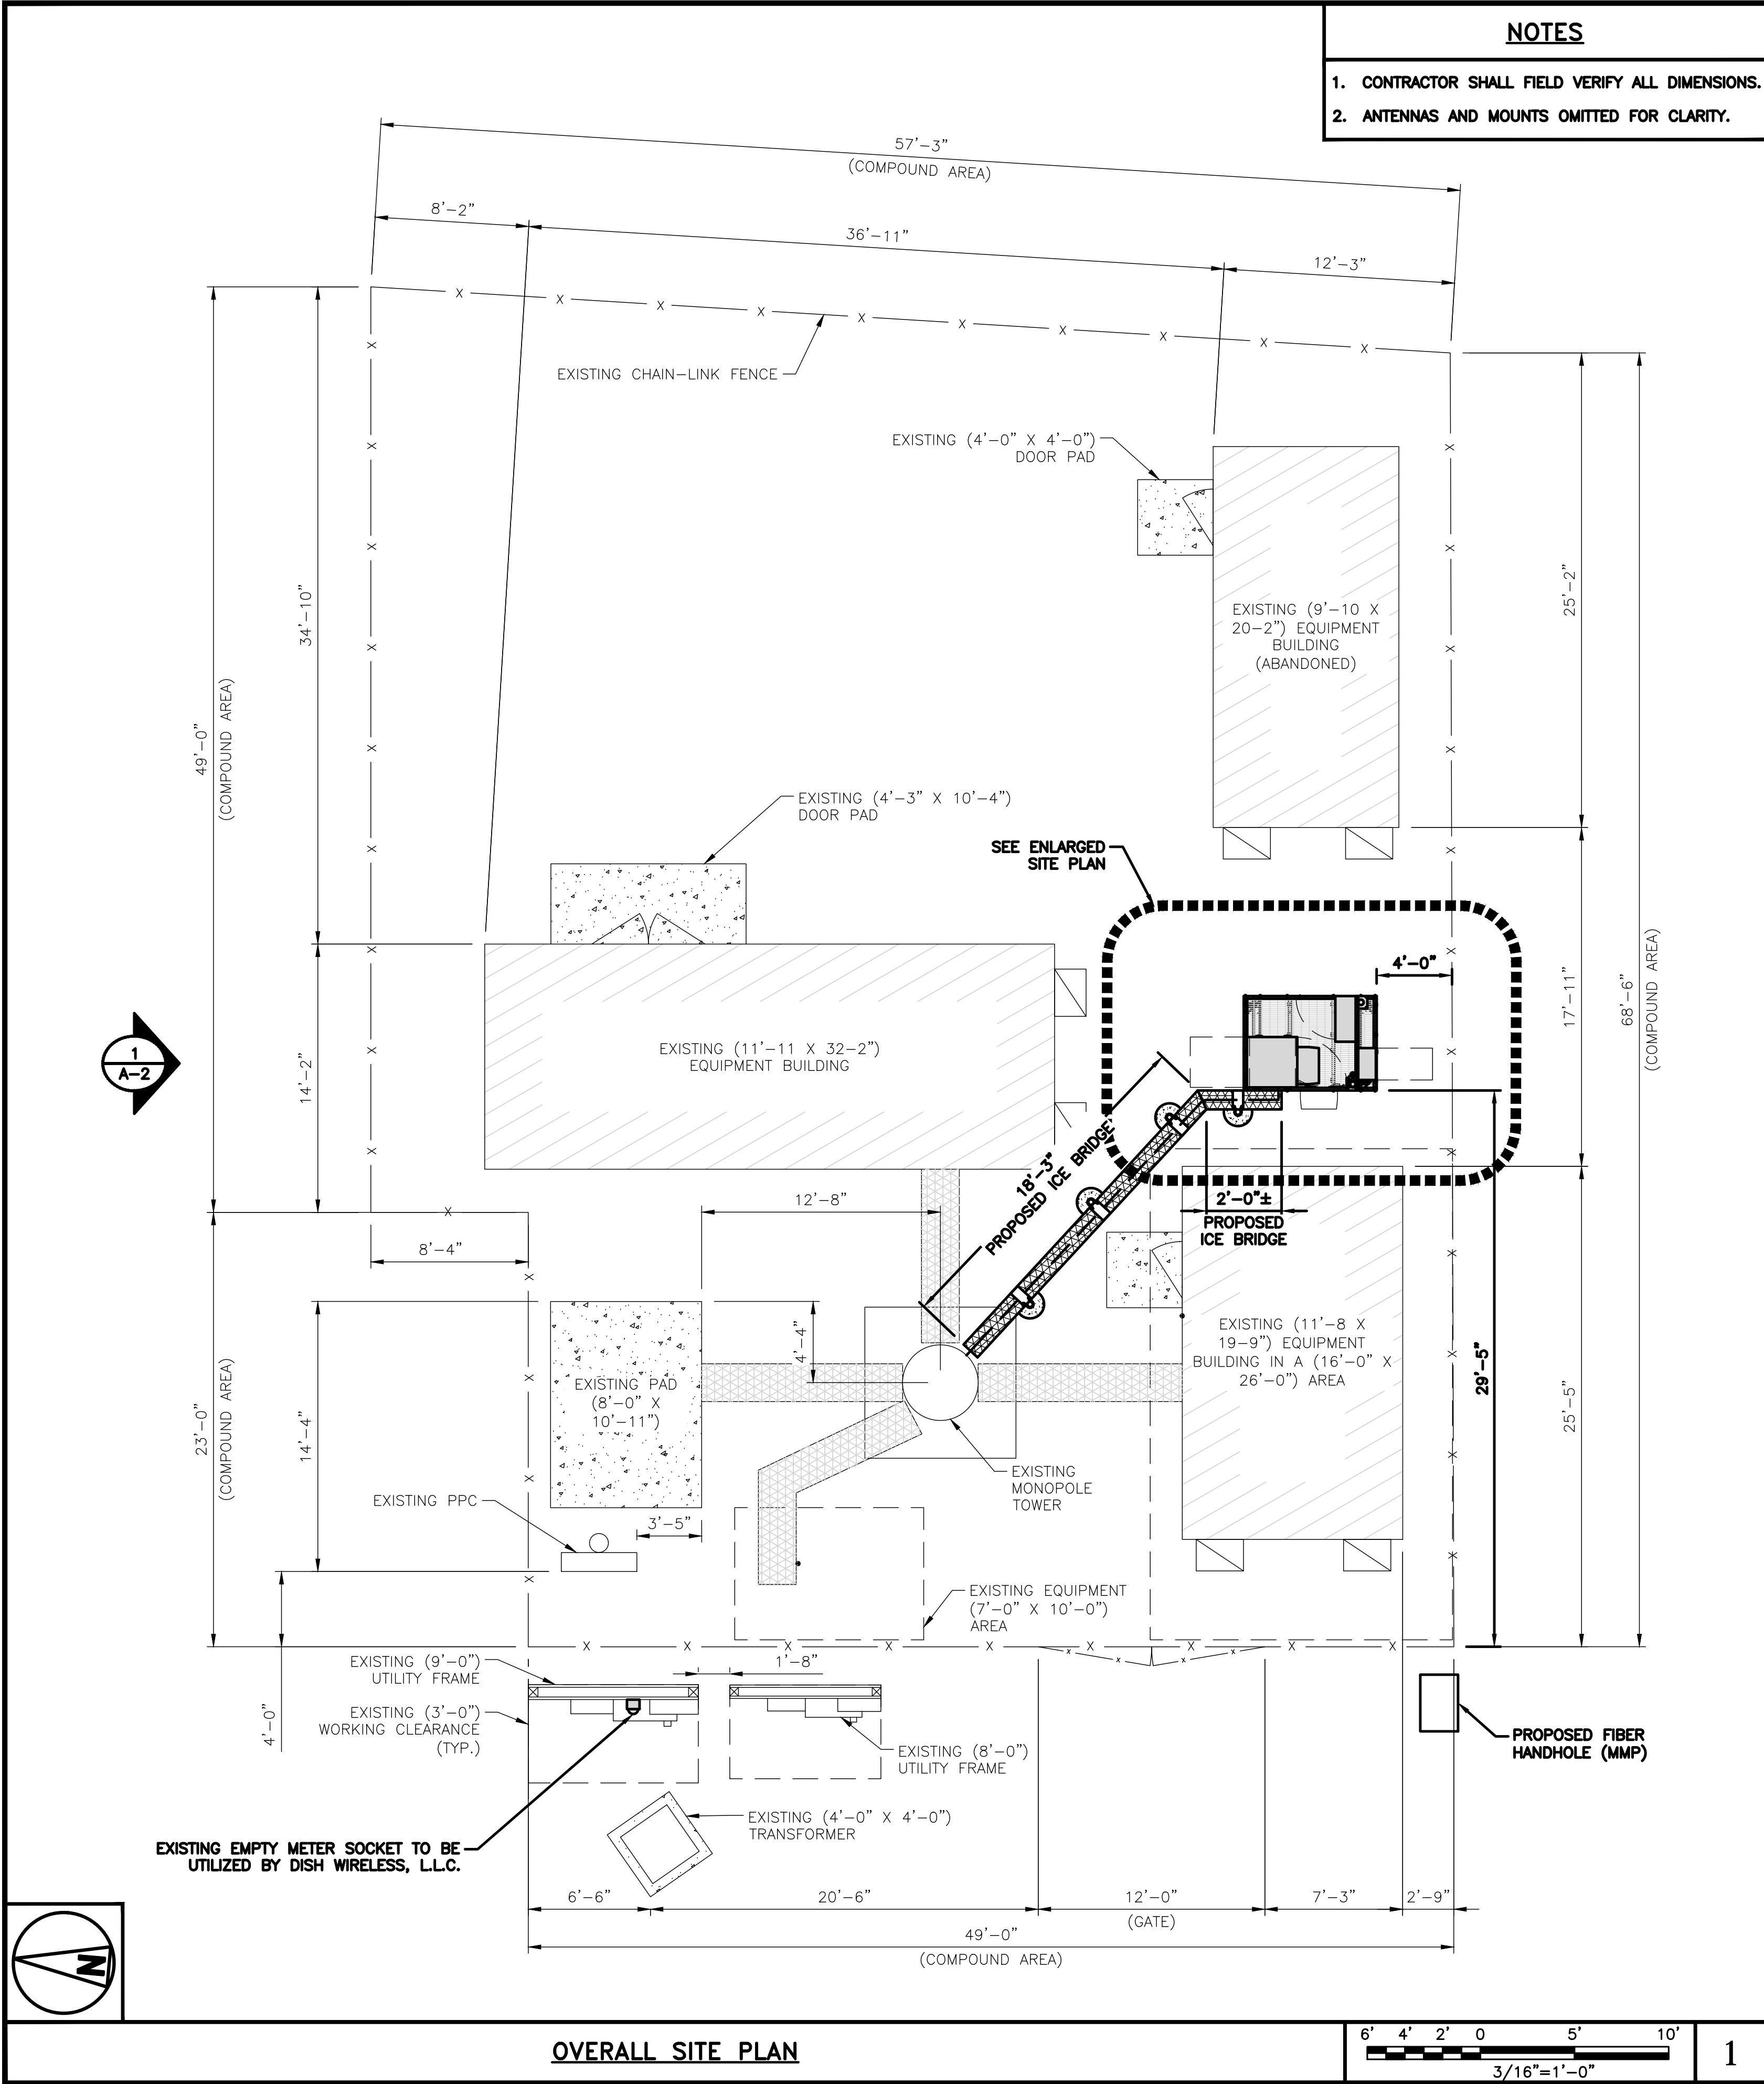 NOTES
1. CONTRACTOR SHALL FIELD VERIFY ALL DIMENSIONS.
2. ANTENNAS AND MOUNTS OMITTED FOR CLARITY.
57'-3"
(COMPOUND AREA)
8'-2"
36'-11"
12'-3"
EXISTING CHAIN-LINK FENCE
EXISTING (4'-0" X 4'-0")
DOOR PAD
49'-0"
(COMPOUND AREA)
34'-10"
EXISTING (9'-10 X
20-2") EQUIPMENT
BUILDING
(ABANDONED)
25'-2"
EXISTING (4'-3" X 10'-4")
DOOR PAD
SEE ENLARGED
SITE PLAN
4'-0"
17'-11"
68'-6"
(COMPOUND AREA)
1
A-2
14'-2"
EXISTING (11'-11 X 32-2")
EQUIPMENT BUILDING
18'-3"
PROPOSED ICE BRIDGE
2'-0"±
PROPOSED
ICE BRIDGE
12'-8"
8'-4"
4'-4"
23'-0"
(COMPOUND AREA)
14'-4"
EXISTING PAD
(8'-0" X
10'-11")
EXISTING (11'-8 X
19-9") EQUIPMENT
BUILDING IN A (16'-0" X
26'-0") AREA
29'-5"
25'-5"
EXISTING
MONOPOLE
TOWER
EXISTING PPC
3'-5"
EXISTING EQUIPMENT
(7'-0" X 10'-0")
AREA
4'-0"
EXISTING (9'-0")
UTILITY FRAME
1'-8"
EXISTING (3'-0")
WORKING CLEARANCE
(TYP.)
EXISTING (8'-0")
UTILITY FRAME
PROPOSED FIBER
HANDHOLE (MMP)
EXISTING (4'-0" X 4'-0")
TRANSFORMER
EXISTING EMPTY METER SOCKET TO BE
UTILIZED BY DISH WIRELESS, L.L.C.
6'-6"
20'-6"
12'-0"
(GATE)
7'-3"
2'-9"
49'-0"
(COMPOUND AREA)
N
OVERALL SITE PLAN
6' 4' 2' 0 5' 10'
3/16"=1'-0"
1